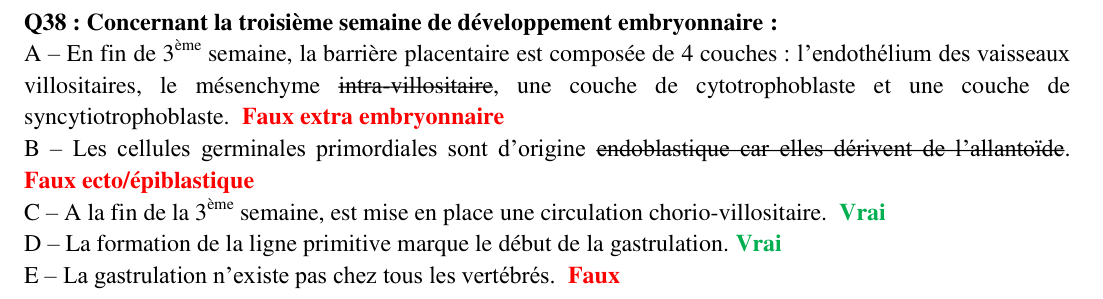 Q38 : Concernant la troisième semaine de développement embryonnaire :
A – En fin de 3ème semaine, la barrière placentaire est composée de 4 couches : l’endothélium des vaisseaux
villositaires, le mésenchyme intra-villositaire, une couche de cytotrophoblaste et une couche de
syncytiotrophoblaste. Faux extra embryonnaire
B – Les cellules germinales primordiales sont d’origine endoblastique car elles dérivent de l’allantoïde.
Faux ecto/épiblastique
C – A la fin de la 3ème semaine, est mise en place une circulation chorio-villositaire. Vrai
D – La formation de la ligne primitive marque le début de la gastrulation. Vrai
E – La gastrulation n’existe pas chez tous les vertébrés. Faux